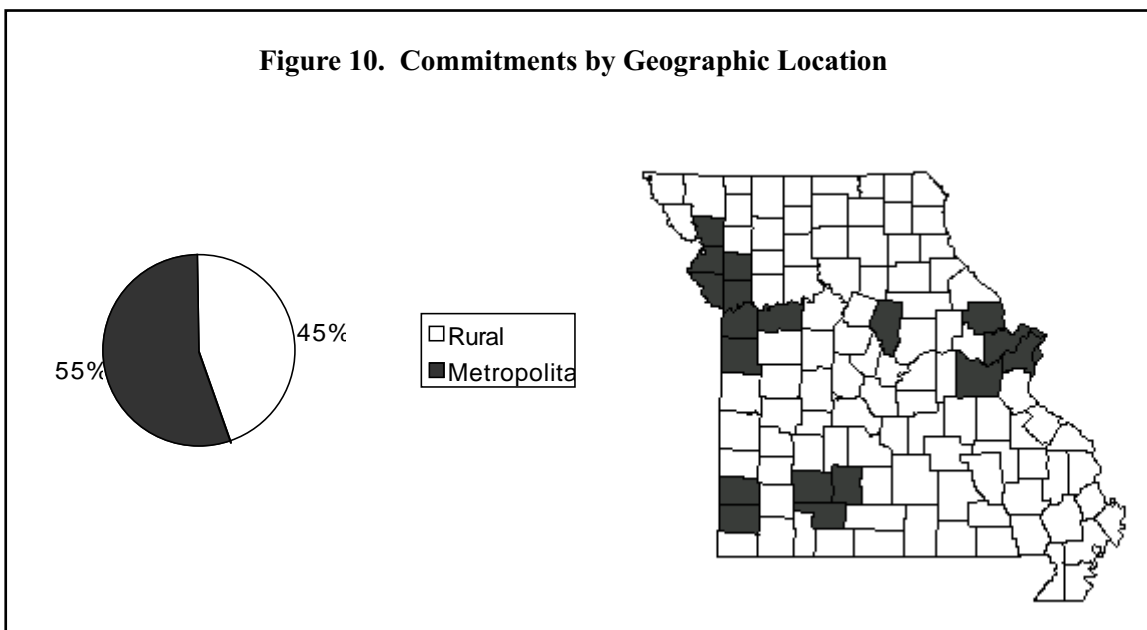 Figure 10. Commitments by Geographic Location
45%
55%
Rural
Metropolita